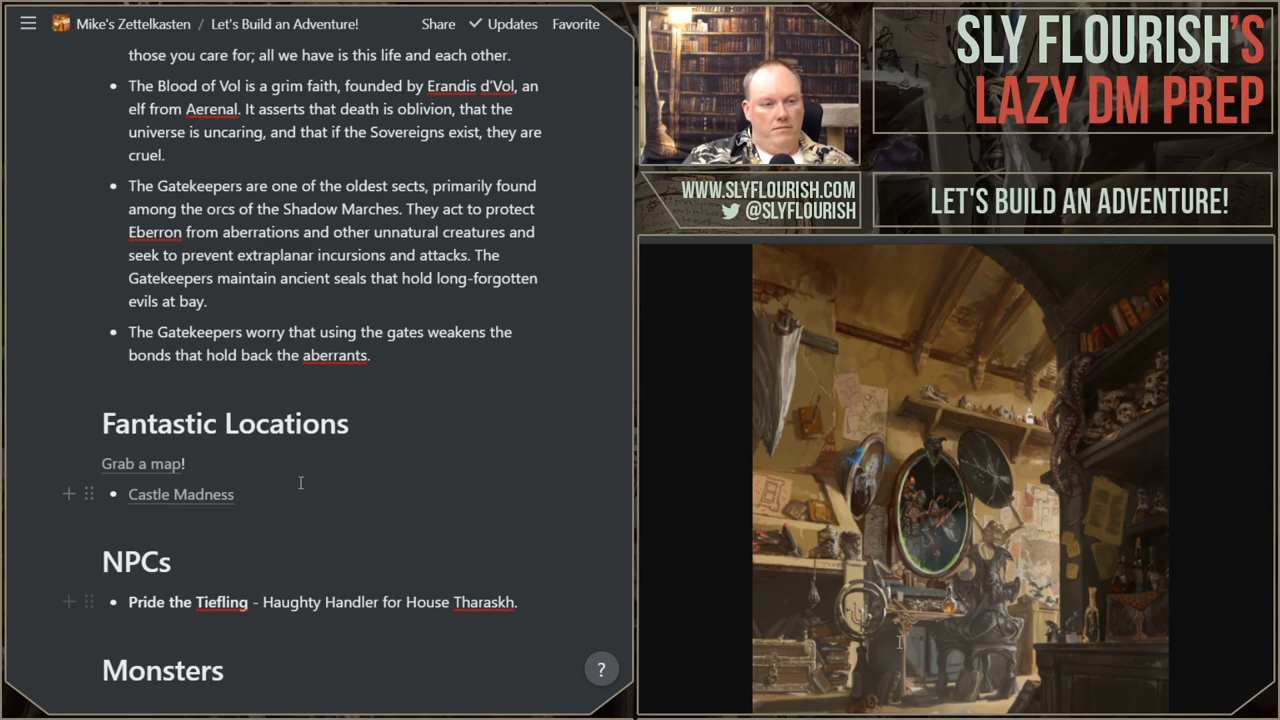 Mike's Zettelkasten / Let's Build an Adventure!
Share
Updates
Favorite
those you care for; all we have is this life and each other.
• The Blood of Vol is a grim faith, founded by Erandis d'Vol, an
elf from Aerenal. It asserts that death is oblivion, that the
universe is uncaring, and that if the Sovereigns exist, they are
cruel.
• The Gatekeepers are one of the oldest sects, primarily found
among the orcs of the Shadow Marches. They act to protect
Eberron from aberrations and other unnatural creatures and
seek to prevent extraplanar incursions and attacks. The
Gatekeepers maintain ancient seals that hold long-forgotten
evils at bay.
• The Gatekeepers worry that using the gates weakens the
bonds that hold back the aberrants.
Fantastic Locations
Grab a map!
• Castle Madness
NPCs
• Pride the Tiefling - Haughty Handler for House Tharaskh.
Monsters
?
SLY FLOURISH'S
LAZY DM PREP
WWW.SLYFLOURISH.COM
@SLYFLOURISH
LET'S BUILD AN ADVENTURE!